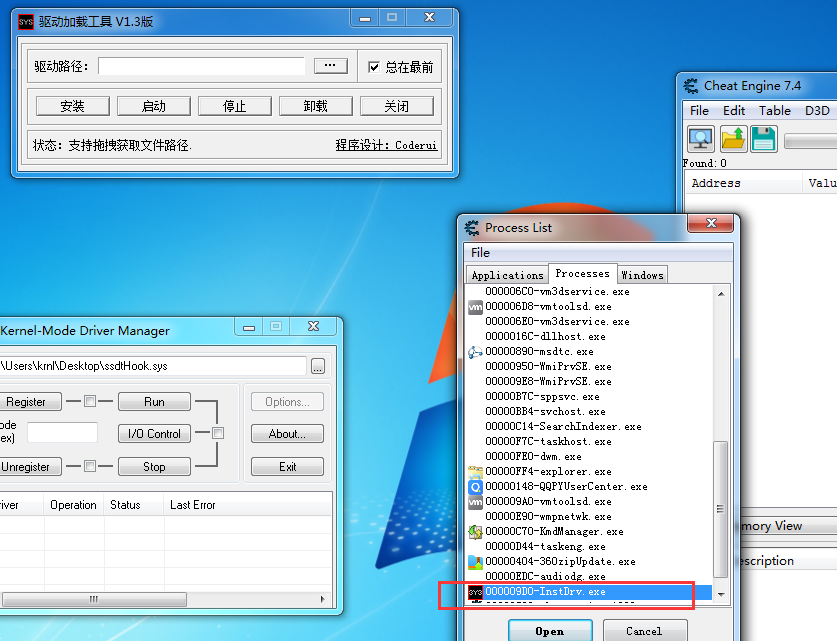 SYS 驱动加载工具 V1.3版
驱动路径:
...
总在最前
安装
启动
停止
卸载
关闭
状态: 支持拖拽获取文件路径.
程序设计: Coderui
Cheat Engine 7.4
File Edit Table D3D
Found: 0
Address Valu
Process List
File
Applications Processes Windows
000006C0-vm3dservice.exe
000006D8-vmtoolsd.exe
000006E0-vm3dservice.exe
0000016C-dllhost.exe
00000890-msdtc.exe
00000950-WmiPrvSE.exe
000009E8-WmiPrvSE.exe
00000B7C-sppsvc.exe
00000BB4-svchost.exe
00000C14-SearchIndexer.exe
00000F7C-taskhost.exe
00000FE0-dwm.exe
00000FF4-explorer.exe
00000148-QQPYUserCenter.exe
000009A0-vmtoolsd.exe
00000E90-wmpnetwk.exe
00000C70-KmdManager.exe
00000D44-taskeng.exe
00000404-360zipUpdate.exe
00000EDC-audiodg.exe
000009D0-InstDrv.exe
Open Cancel
mory View
escription
Kernel-Mode Driver Manager
\Users\krnl\Desktop\ssdtHook.sys
...
Register
Run
Options...
ode
ex)
I/O Control
About...
Unregister
Stop
Exit
iver Operation Status Last Error